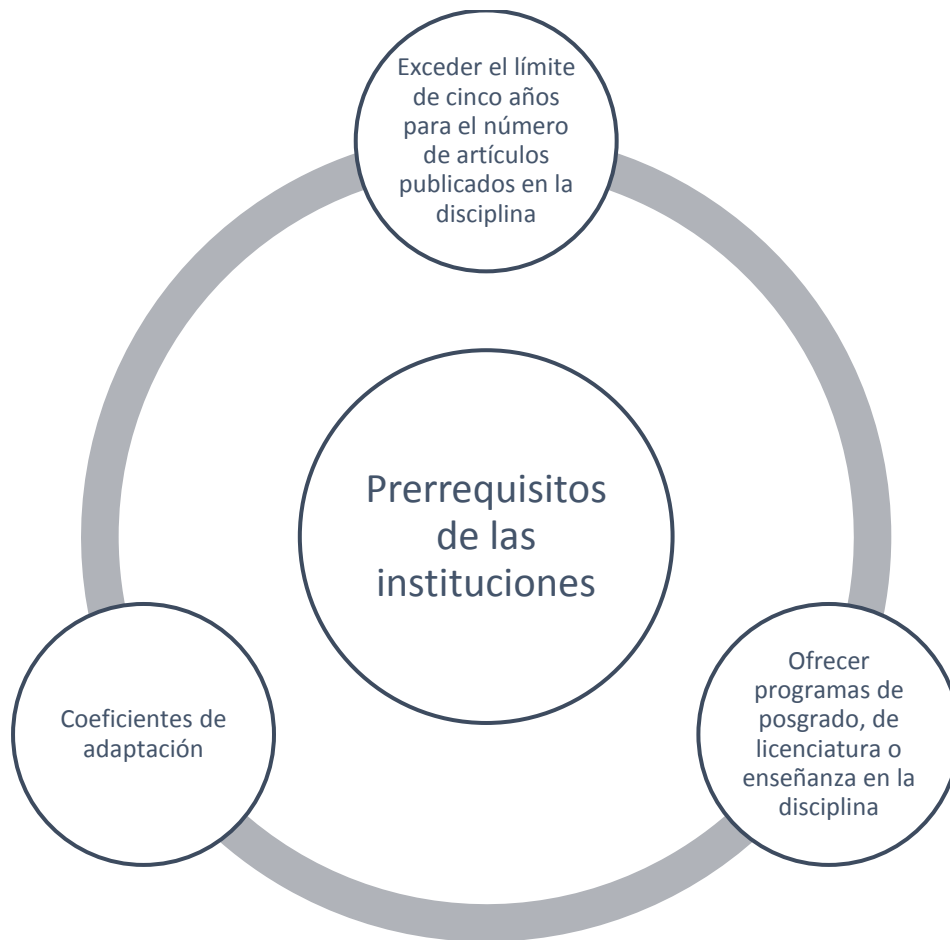 Exceder el límite
de cinco años
para el número
de artículos
publicados en la
disciplina
Prerrequisitos
de las
instituciones
Coeficientes de
adaptación
Ofrecer
programas de
posgrado, de
licenciatura o
enseñanza en la
disciplina